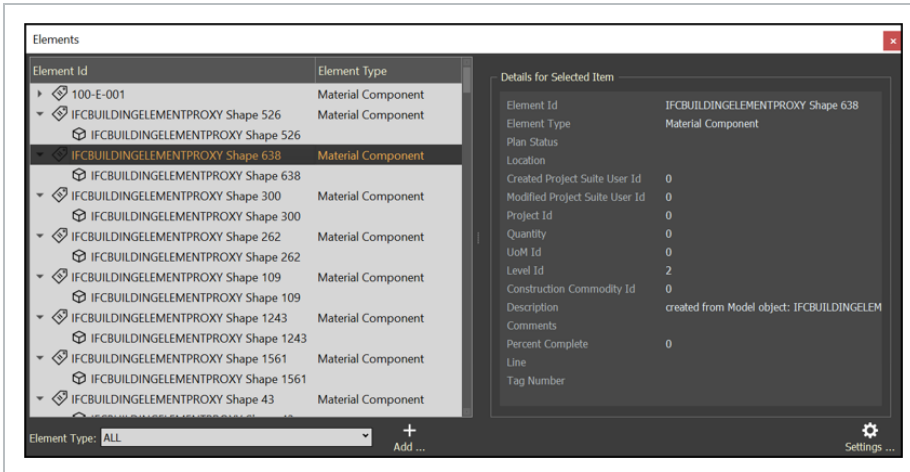 Elements
Element Id Element Type
100-E-001 Material Component
IFCBUILDINGELEMENTPROXY Shape 526 Material Component
IFCBUILDINGELEMENTPROXY Shape 526
IFCBUILDINGELEMENTPROXY Shape 638 Material Component
IFCBUILDINGELEMENTPROXY Shape 638
IFCBUILDINGELEMENTPROXY Shape 300 Material Component
IFCBUILDINGELEMENTPROXY Shape 300
IFCBUILDINGELEMENTPROXY Shape 262 Material Component
IFCBUILDINGELEMENTPROXY Shape 262
IFCBUILDINGELEMENTPROXY Shape 109 Material Component
IFCBUILDINGELEMENTPROXY Shape 109
IFCBUILDINGELEMENTPROXY Shape 1243 Material Component
IFCBUILDINGELEMENTPROXY Shape 1243
IFCBUILDINGELEMENTPROXY Shape 1561 Material Component
IFCBUILDINGELEMENTPROXY Shape 1561
IFCBUILDINGELEMENTPROXY Shape 43 Material Component
Element Type: ALL
Add ...
Details for Selected Item
Element Id IFCBUILDINGELEMENTPROXY Shape 638
Element Type Material Component
Plan Status
Location
Created Project Suite User Id 0
Modified Project Suite User Id 0
Project Id 0
Quantity 0
UoM Id 0
Level Id 2
Construction Commodity Id 0
Description created from Model object: IFCBUILDINGELEM
Comments
Percent Complete 0
Line
Tag Number
Settings ...